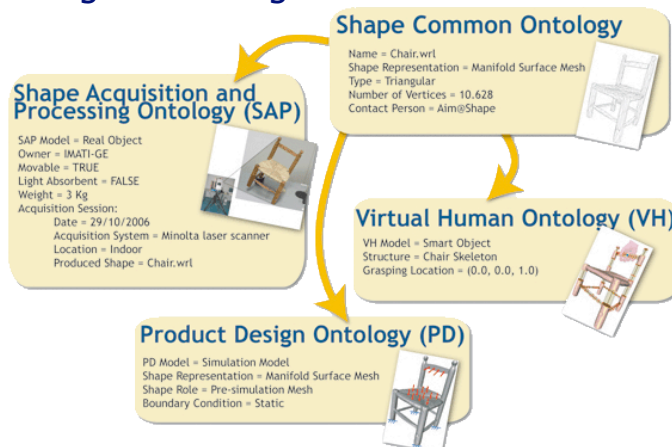 Shape Common Ontology
Name = Chair.wrl
Shape Representation = Manifold Surface Mesh
Type = Triangular
Number of Vertices = 10.628
Contact Person = Aim@Shape
Shape Acquisition and
Processing Ontology (SAP)
SAP Model = Real Object
Owner = IMATI-GE
Movable = TRUE
Light Absorbent = FALSE
Weight = 3 Kg
Acquisition Session:
Date = 29/10/2006
Acquisition System = Minolta laser scanner
Location = Indoor
Produced Shape = Chair.wrl
Virtual Human Ontology (VH)
VH Model = Smart Object
Structure = Chair Skeleton
Grasping Location = (0.0, 0.0, 1.0)
Product Design Ontology (PD)
PD Model = Simulation Model
Shape Representation = Manifold Surface Mesh
Shape Role = Pre-simulation Mesh
Boundary Condition = Static